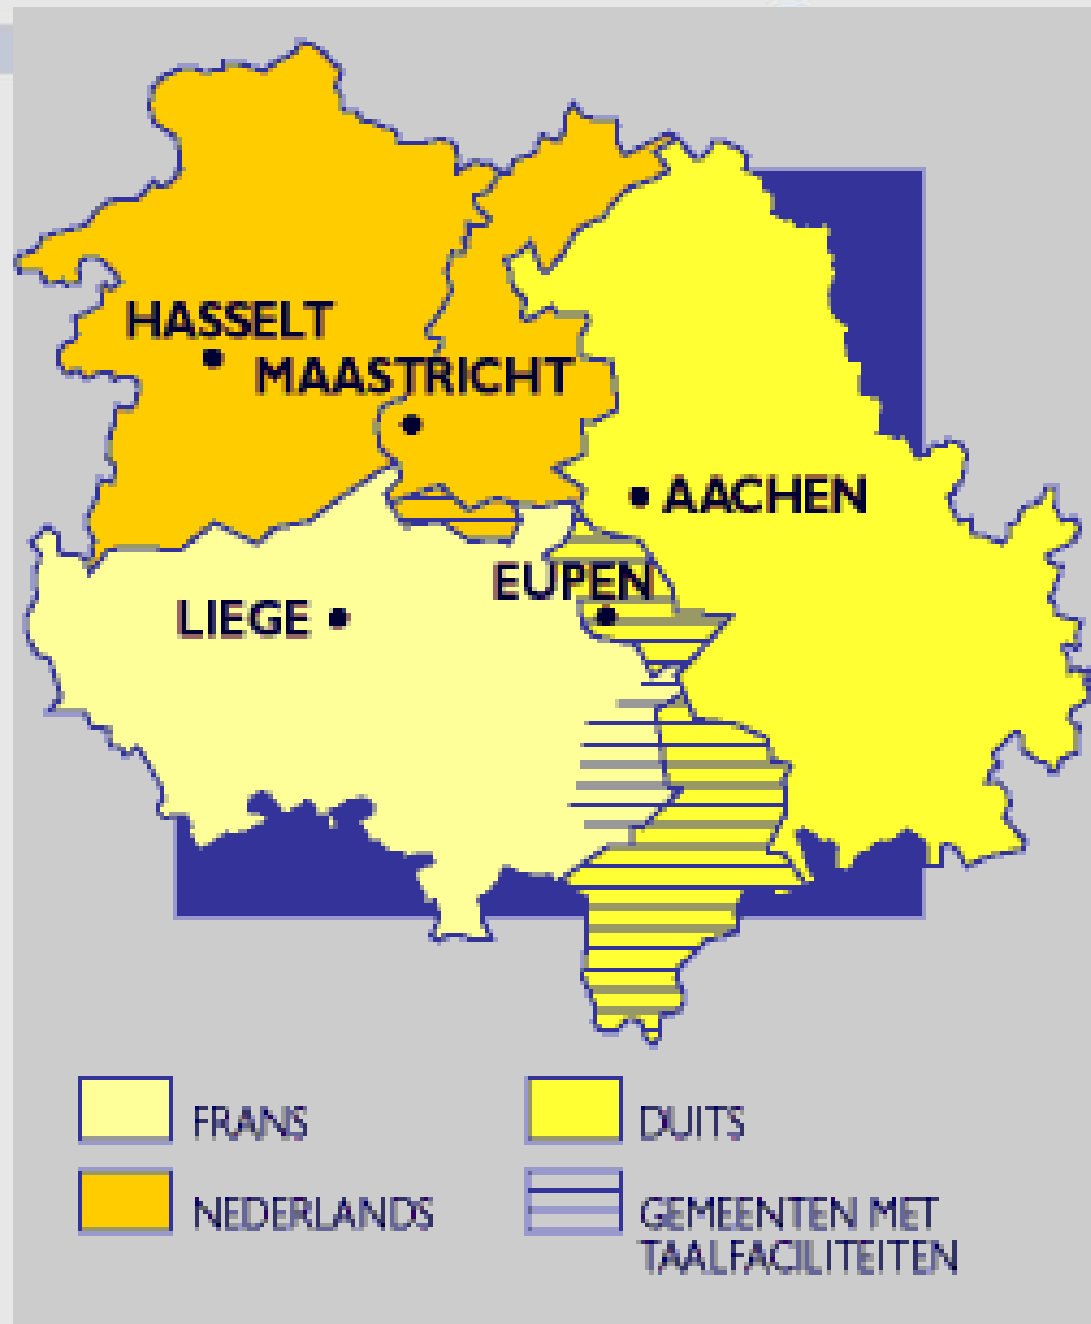 HASSELT
MAASTRICHT
AACHEN
EUPEN
LIEGE
FRANS
DUITS
NEDERLANDS
GEMEENTEN MET
TAALFACILITEITEN